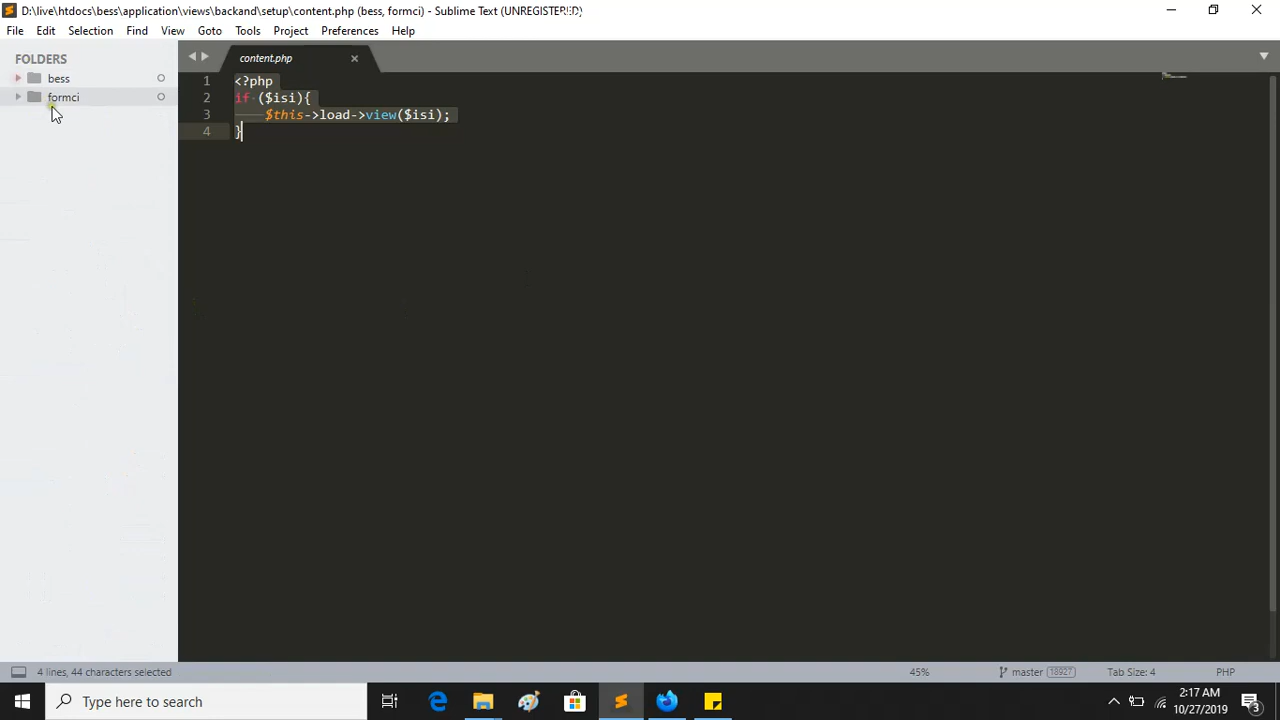 D:\live\htdocs\bess\application\views\backand\setup\content.php (bess, formci) - Sublime Text (UNREGISTERED)
File Edit Selection Find View Goto Tools Project Preferences Help
FOLDERS
bess
formci
content.php
1 <?php
2 if ($isi){
3 $this->load->view($isi);
4 }
4 lines, 44 characters selected 45% master 18927 Tab Size: 4 PHP
Type here to search
2:17 AM
10/27/2019
3